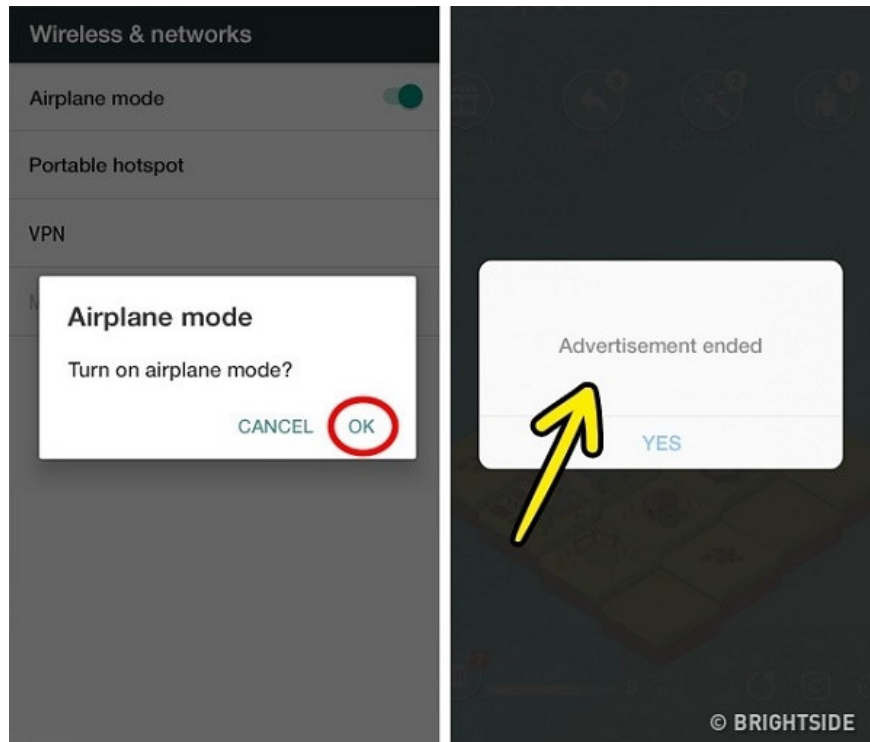 Wireless & networks
Airplane mode
Portable hotspot
VPN
M
Airplane mode
Turn on airplane mode?
CANCEL OK
Advertisement ended
YES
© BRIGHTSIDE